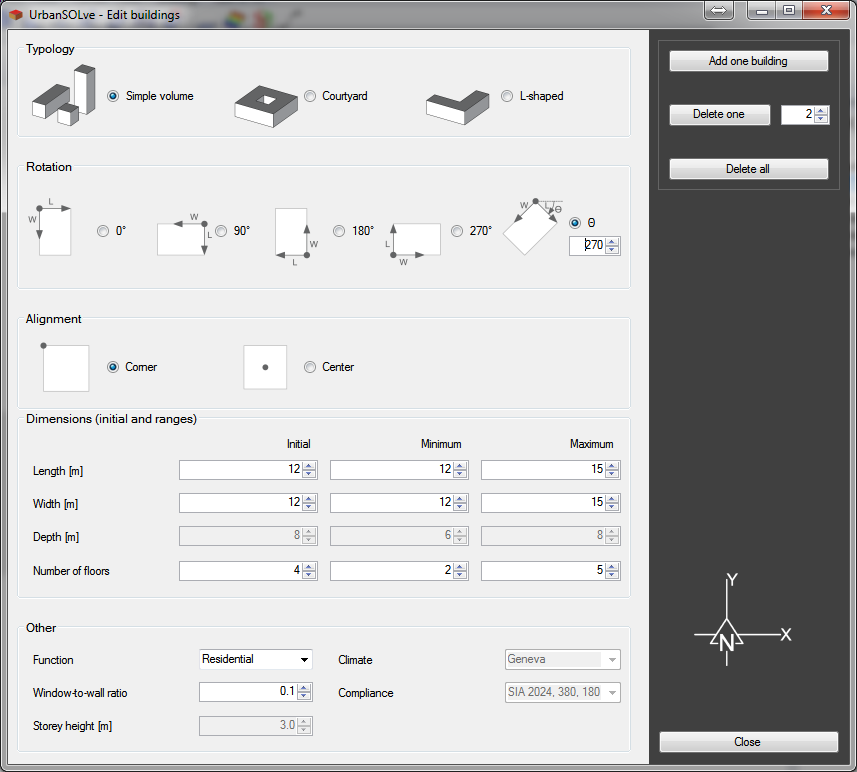 UrbanSOLve - Edit buildings
Typology
Simple volume
Courtyard
L-shaped
Add one building
Delete one
2
Delete all
Rotation
L
W
0°
W
L
90°
W
L
180°
L
W
270°
W
L
Θ
Θ
270
Alignment
Corner
Center
Dimensions (initial and ranges)
Initial Minimum Maximum
Length [m] 12 12 15
Width [m] 12 12 15
Depth [m] 8 6 8
Number of floors 4 2 5
Other
Function Residential Climate Geneva
Window-to-wall ratio 0.1 Compliance SIA 2024, 380, 180
Storey height [m] 3.0
Y
X
N
Close